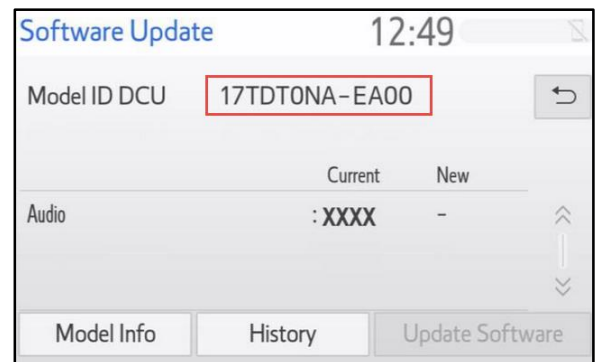 Software Update 12:49
Model ID DCU 17TDT0NA-EA00
Current New
Audio : XXXX -
Model Info History Update Software